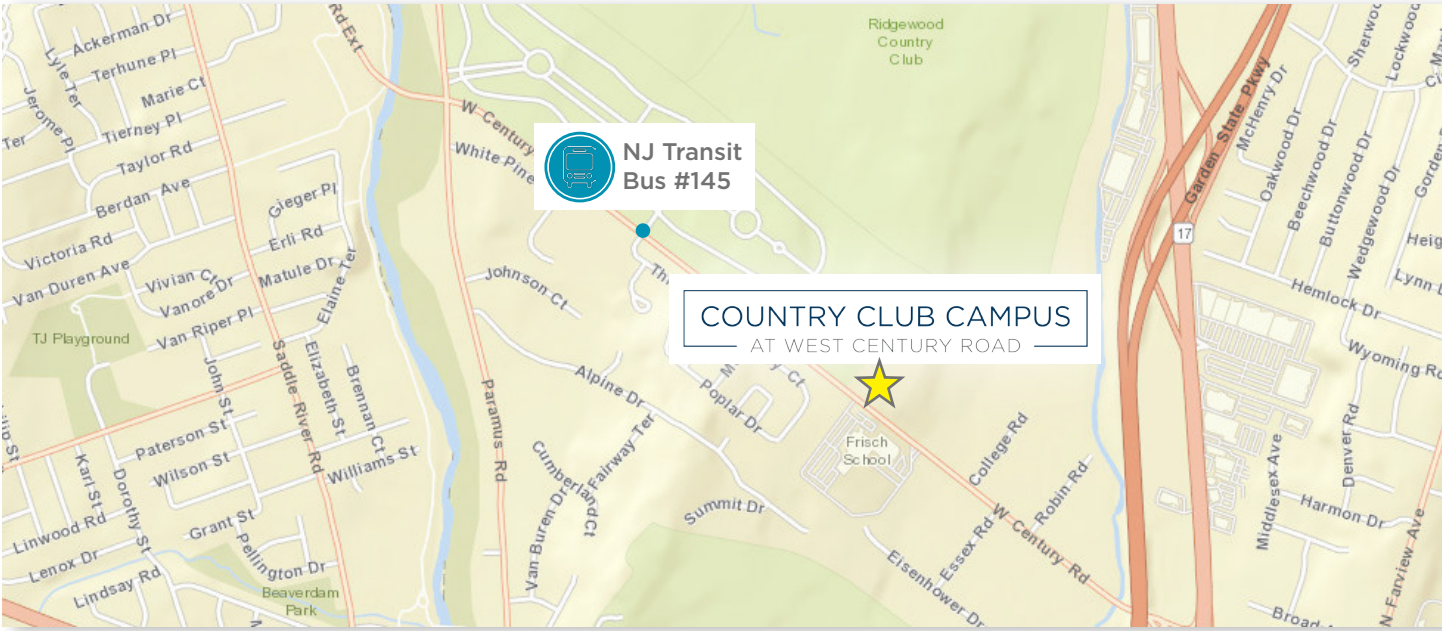 Ackerman Dr
Lyle Ter
Terhune Pl
Marie Ct
Jerome Pl
Ter
Tierney Pl
Taylor Rd
Berdan Ave
Victoria Rd
Van Duren Ave
Gieger Pl
Erli Rd
Vivian Ct
Vanore Dr
Matule Dr
Elaine Ter
Van Riper Pl
TJ Playground
John St
Saddle River Rd
Elizabeth St
Brennan Ct
Paterson St
Wilson St
Williams St
Karl St
Dorothy St
Grant St
Linwood Rd
Lenox Dr
Lindsay Rd
Pellington Dr
Beaverdam
Park
Rd Ext
W Century
White Pine
NJ Transit
Bus #145
Ridgewood
Country
Club
Johnson Ct
COUNTRY CLUB CAMPUS
AT WEST CENTURY ROAD
Paramus Rd
Alpine Dr
Poplar Dr
Ct
Fairway Ter
Cumberland Ct
Van Buren Dr
Summit Dr
Frisch
School
College Rd
Robin Rd
Essex Rd
W Century Rd
Eisenhower Dr
Garden State Pkwy
17
McHenry Dr
Oakwood Dr
Beechwood Dr
Buttonwood Dr
Wedgewood Dr
Hemlock Dr
Wyoming Rd
Denver Rd
Middlesex Ave
Harmon Dr
N Farview Ave